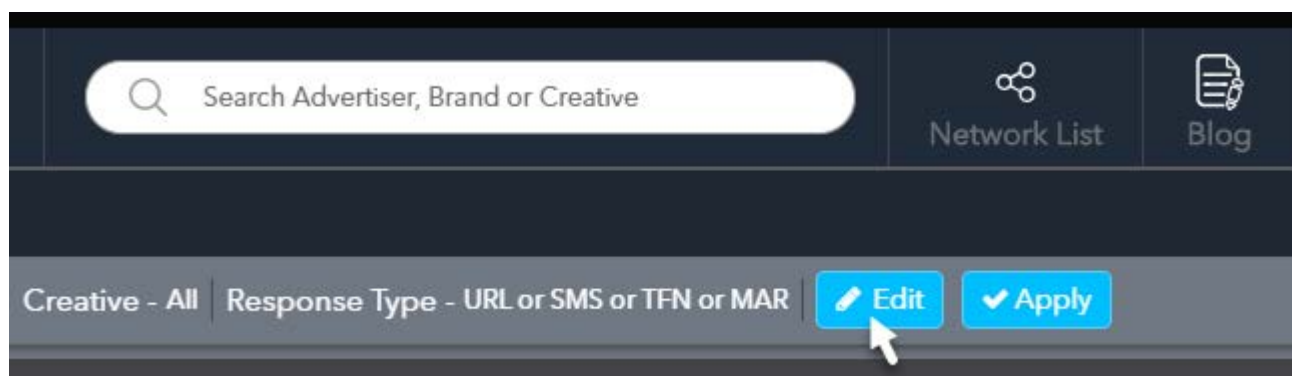 Search Advertiser, Brand or Creative
Network List
Blog
Creative - All
Response Type - URL or SMS or TFN or MAR
Edit
Apply